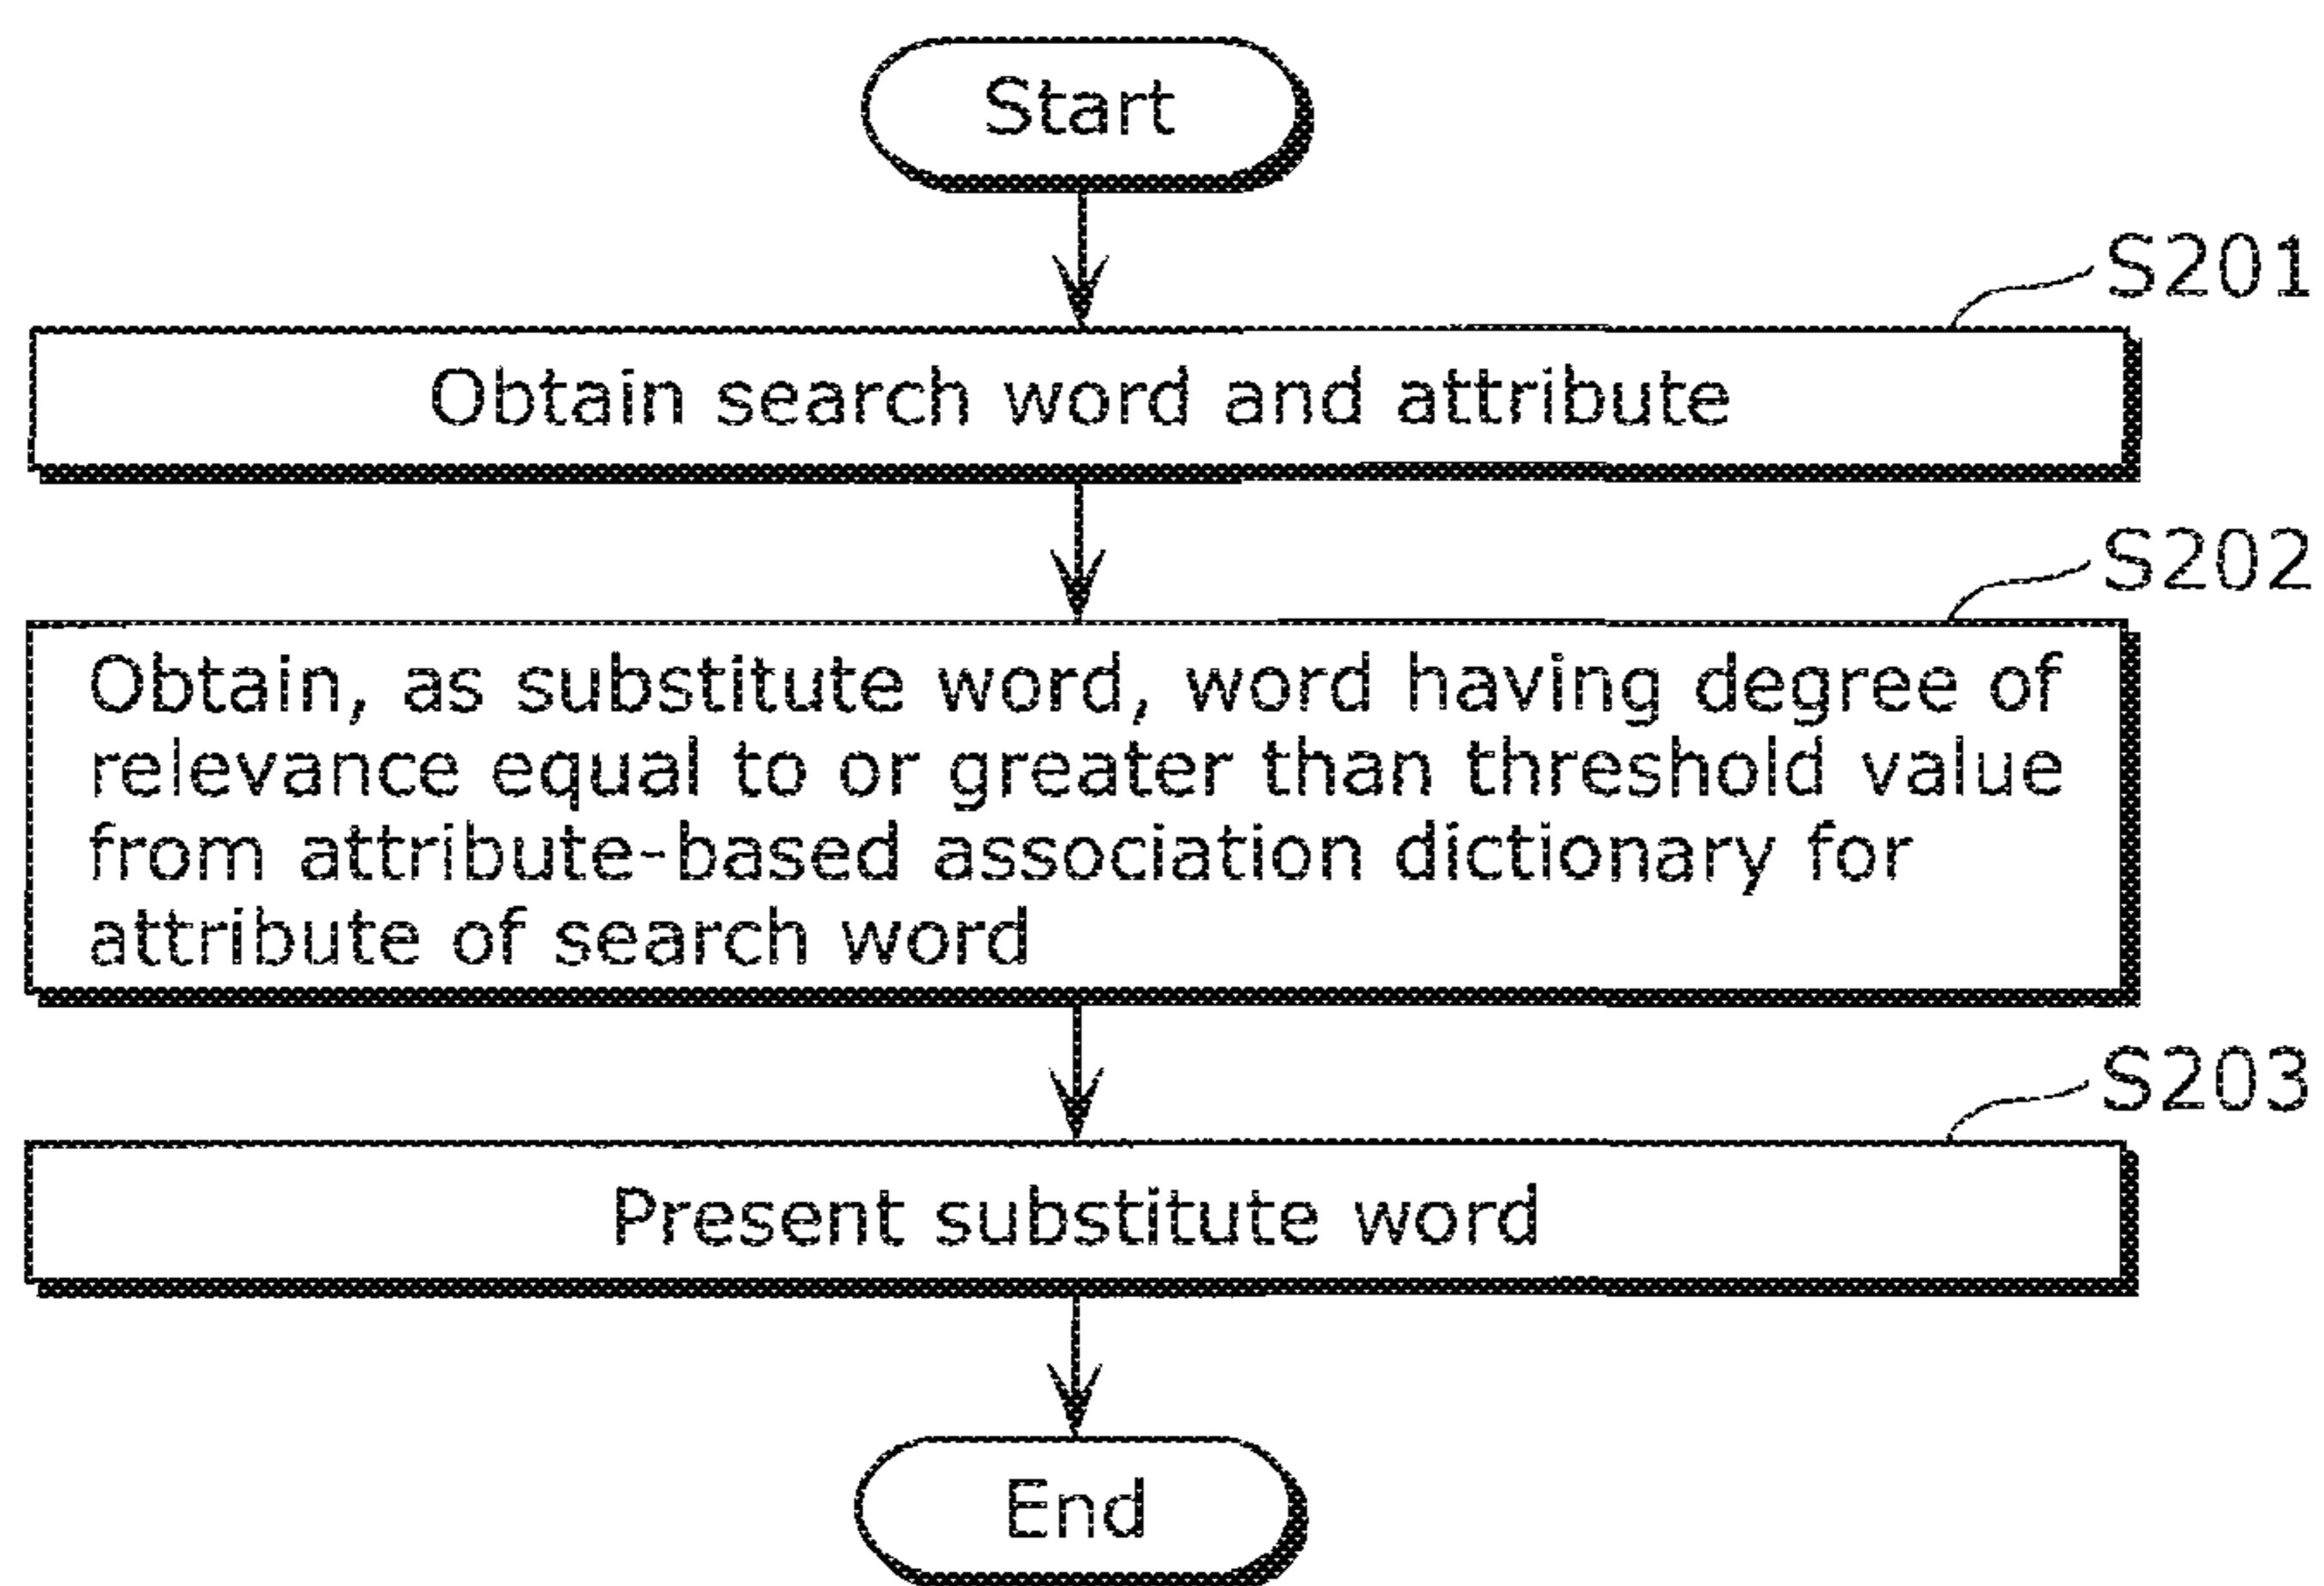 Start
S201
Obtain search word and attribute
S202
Obtain, as substitute word, word having degree of
relevance equal to or greater than threshold value
from attribute-based association dictionary for
attribute of search word
S203
Present substitute word
End